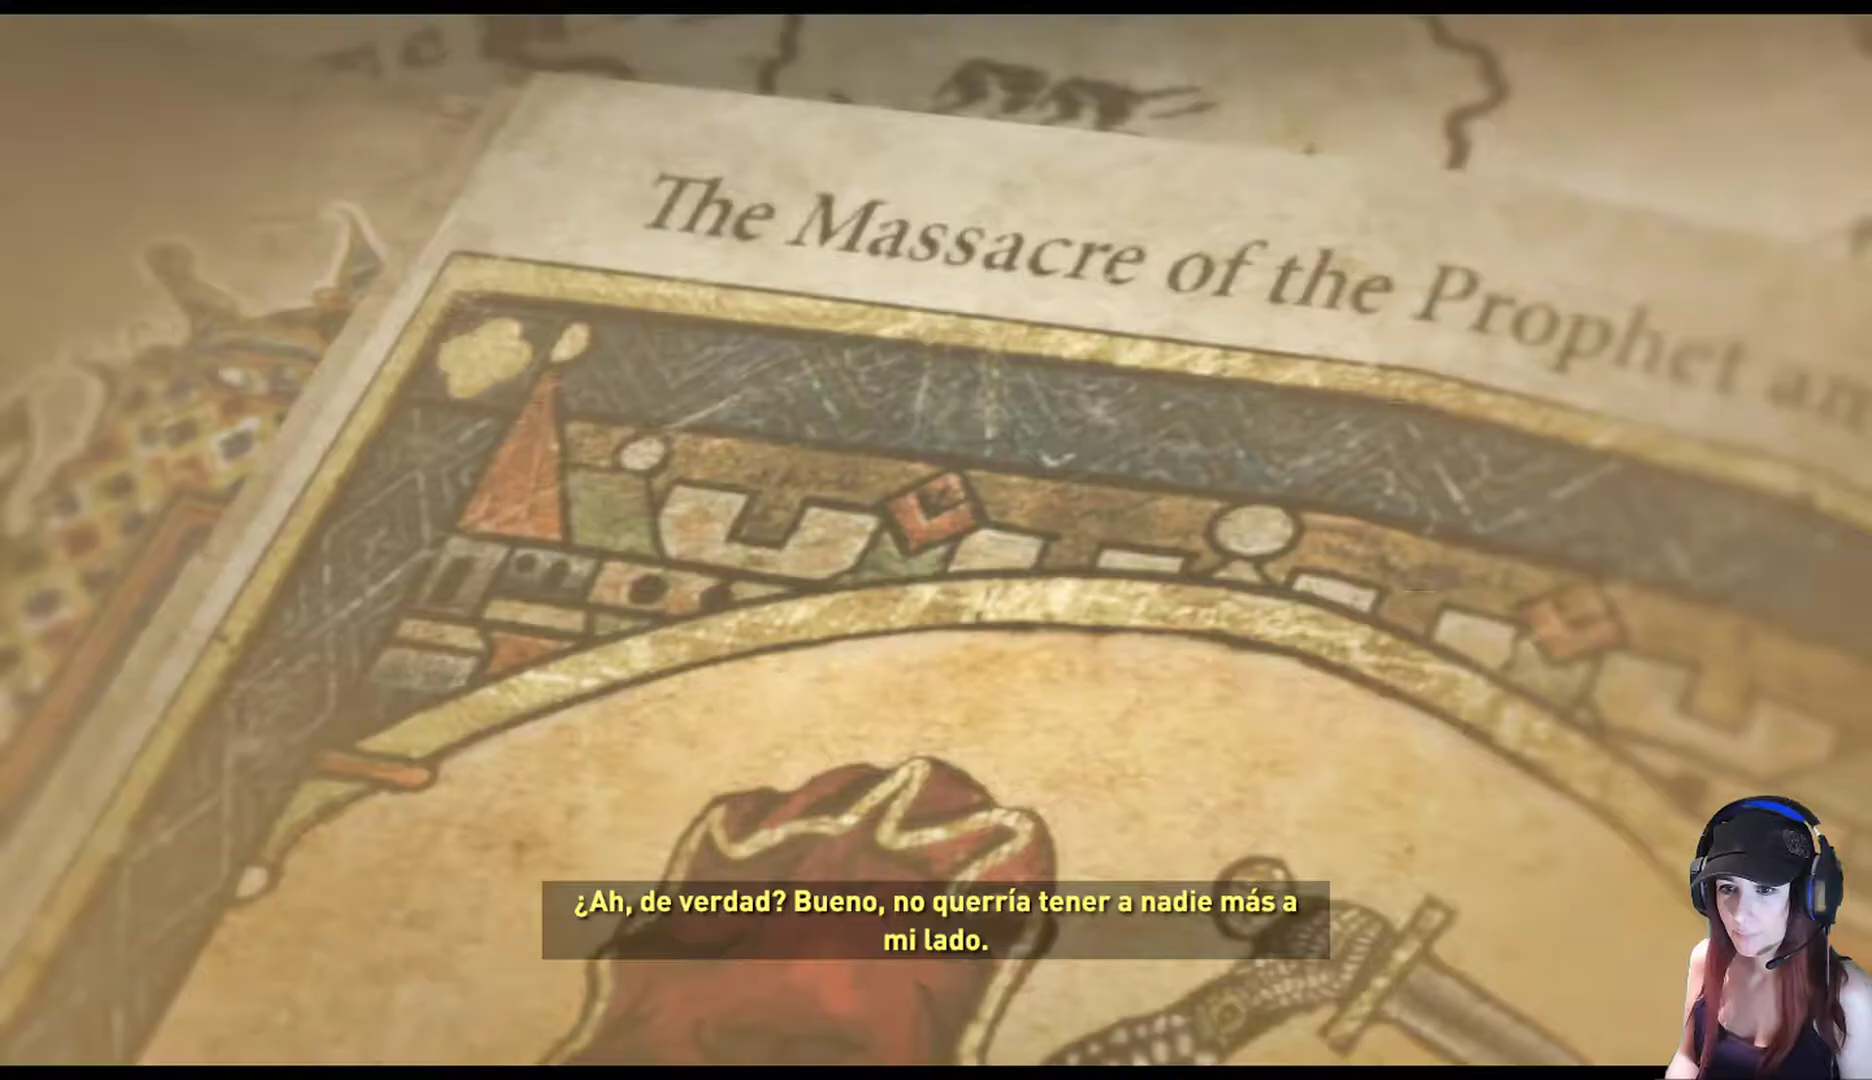 The Massacre of the Prophet
¿Ah, de verdad? Bueno, no querría tener a nadie más a
mi lado.